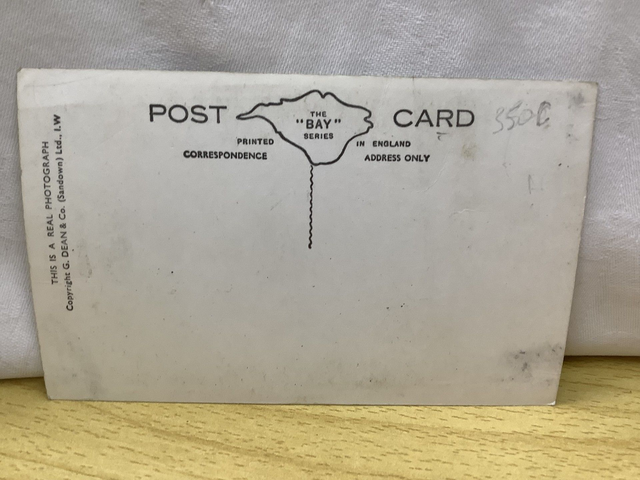 POST CARD
THE
"BAY"
SERIES
PRINTED IN ENGLAND
CORRESPONDENCE ADDRESS ONLY
THIS IS A REAL PHOTOGRAPH
Copyright G. DEAN & Co. (Sandown) Ltd., I.W